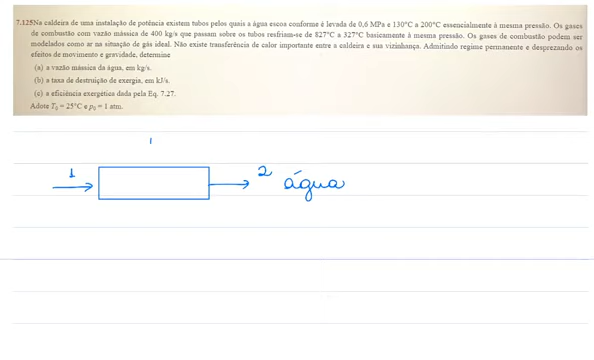 7.125Na caldeira de uma instalação de potência existem tubos pelos quais a água escoa conforme é levada de 0,6 MPa e 130°C a 200°C essencialmente à mesma pressão. Os gases
de combustão com vazão mássica de 400 kg/s que passam sobre os tubos resfriam-se de 827°C a 327°C basicamente à mesma pressão. Os gases de combustão podem ser
modelados como ar na situação de gás ideal. Não existe transferência de calor importante entre a caldeira e sua vizinhança. Admitindo regime permanente e desprezando os
efeitos de movimento e gravidade, determine
(a) a vazão mássica da água, em kg/s.
(b) a taxa de destruição de exergia, em kJ/s.
(c) a eficiência exergética dada pela Eq. 7.27.
Adote T₀ = 25°C e p₀ = 1 atm.
1 2 água